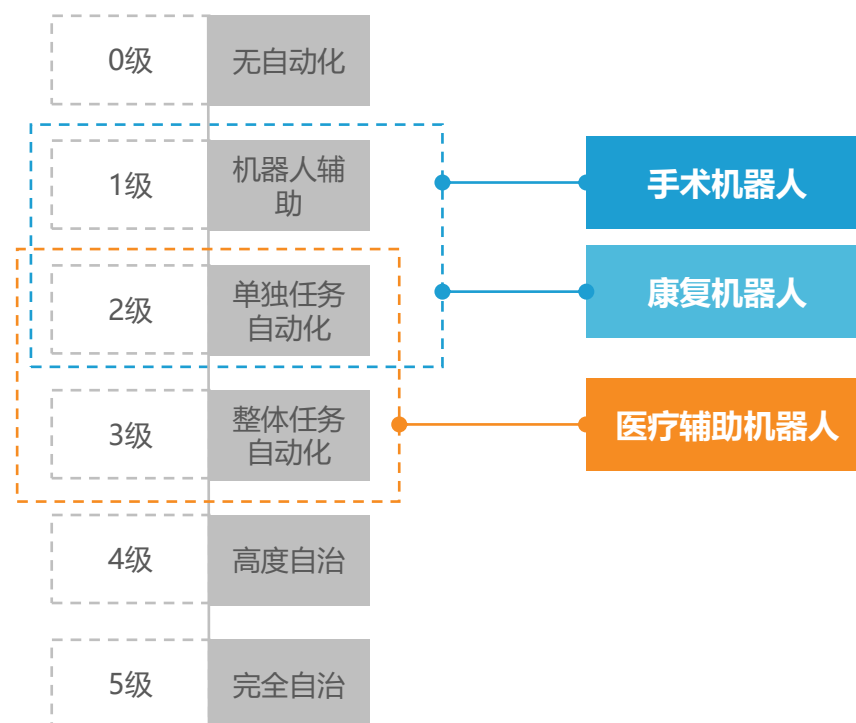 0级
无自动化
1级
机器人辅
助
手术机器人
2级
单独任务
自动化
康复机器人
3级
整体任务
自动化
医疗辅助机器人
4级
高度自治
5级
完全自治